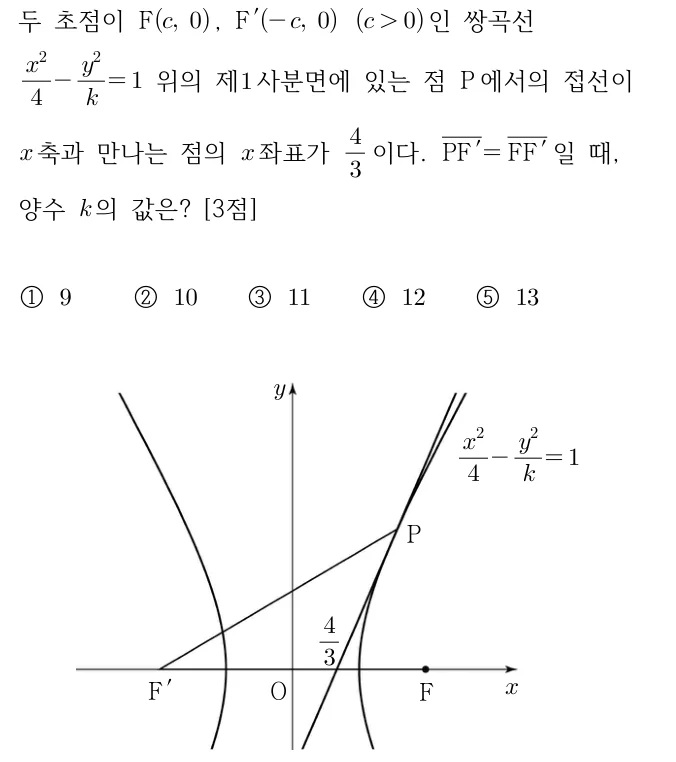 두 초점이 F(c, 0), F′(−c, 0) (c>0)인 쌍곡선
x²/4 − y²/k = 1 위의 제1사분면에 있는 점 P에서의 접선이
x축과 만나는 점의 x좌표가 4/3이다. P̅F̅′̅ = F̅F̅′̅ 일 때,
양수 k의 값은? [3점]
① 9 ② 10 ③ 11 ④ 12 ⑤ 13
y
x²/4 − y²/k = 1
P
4/3
F′ O F x